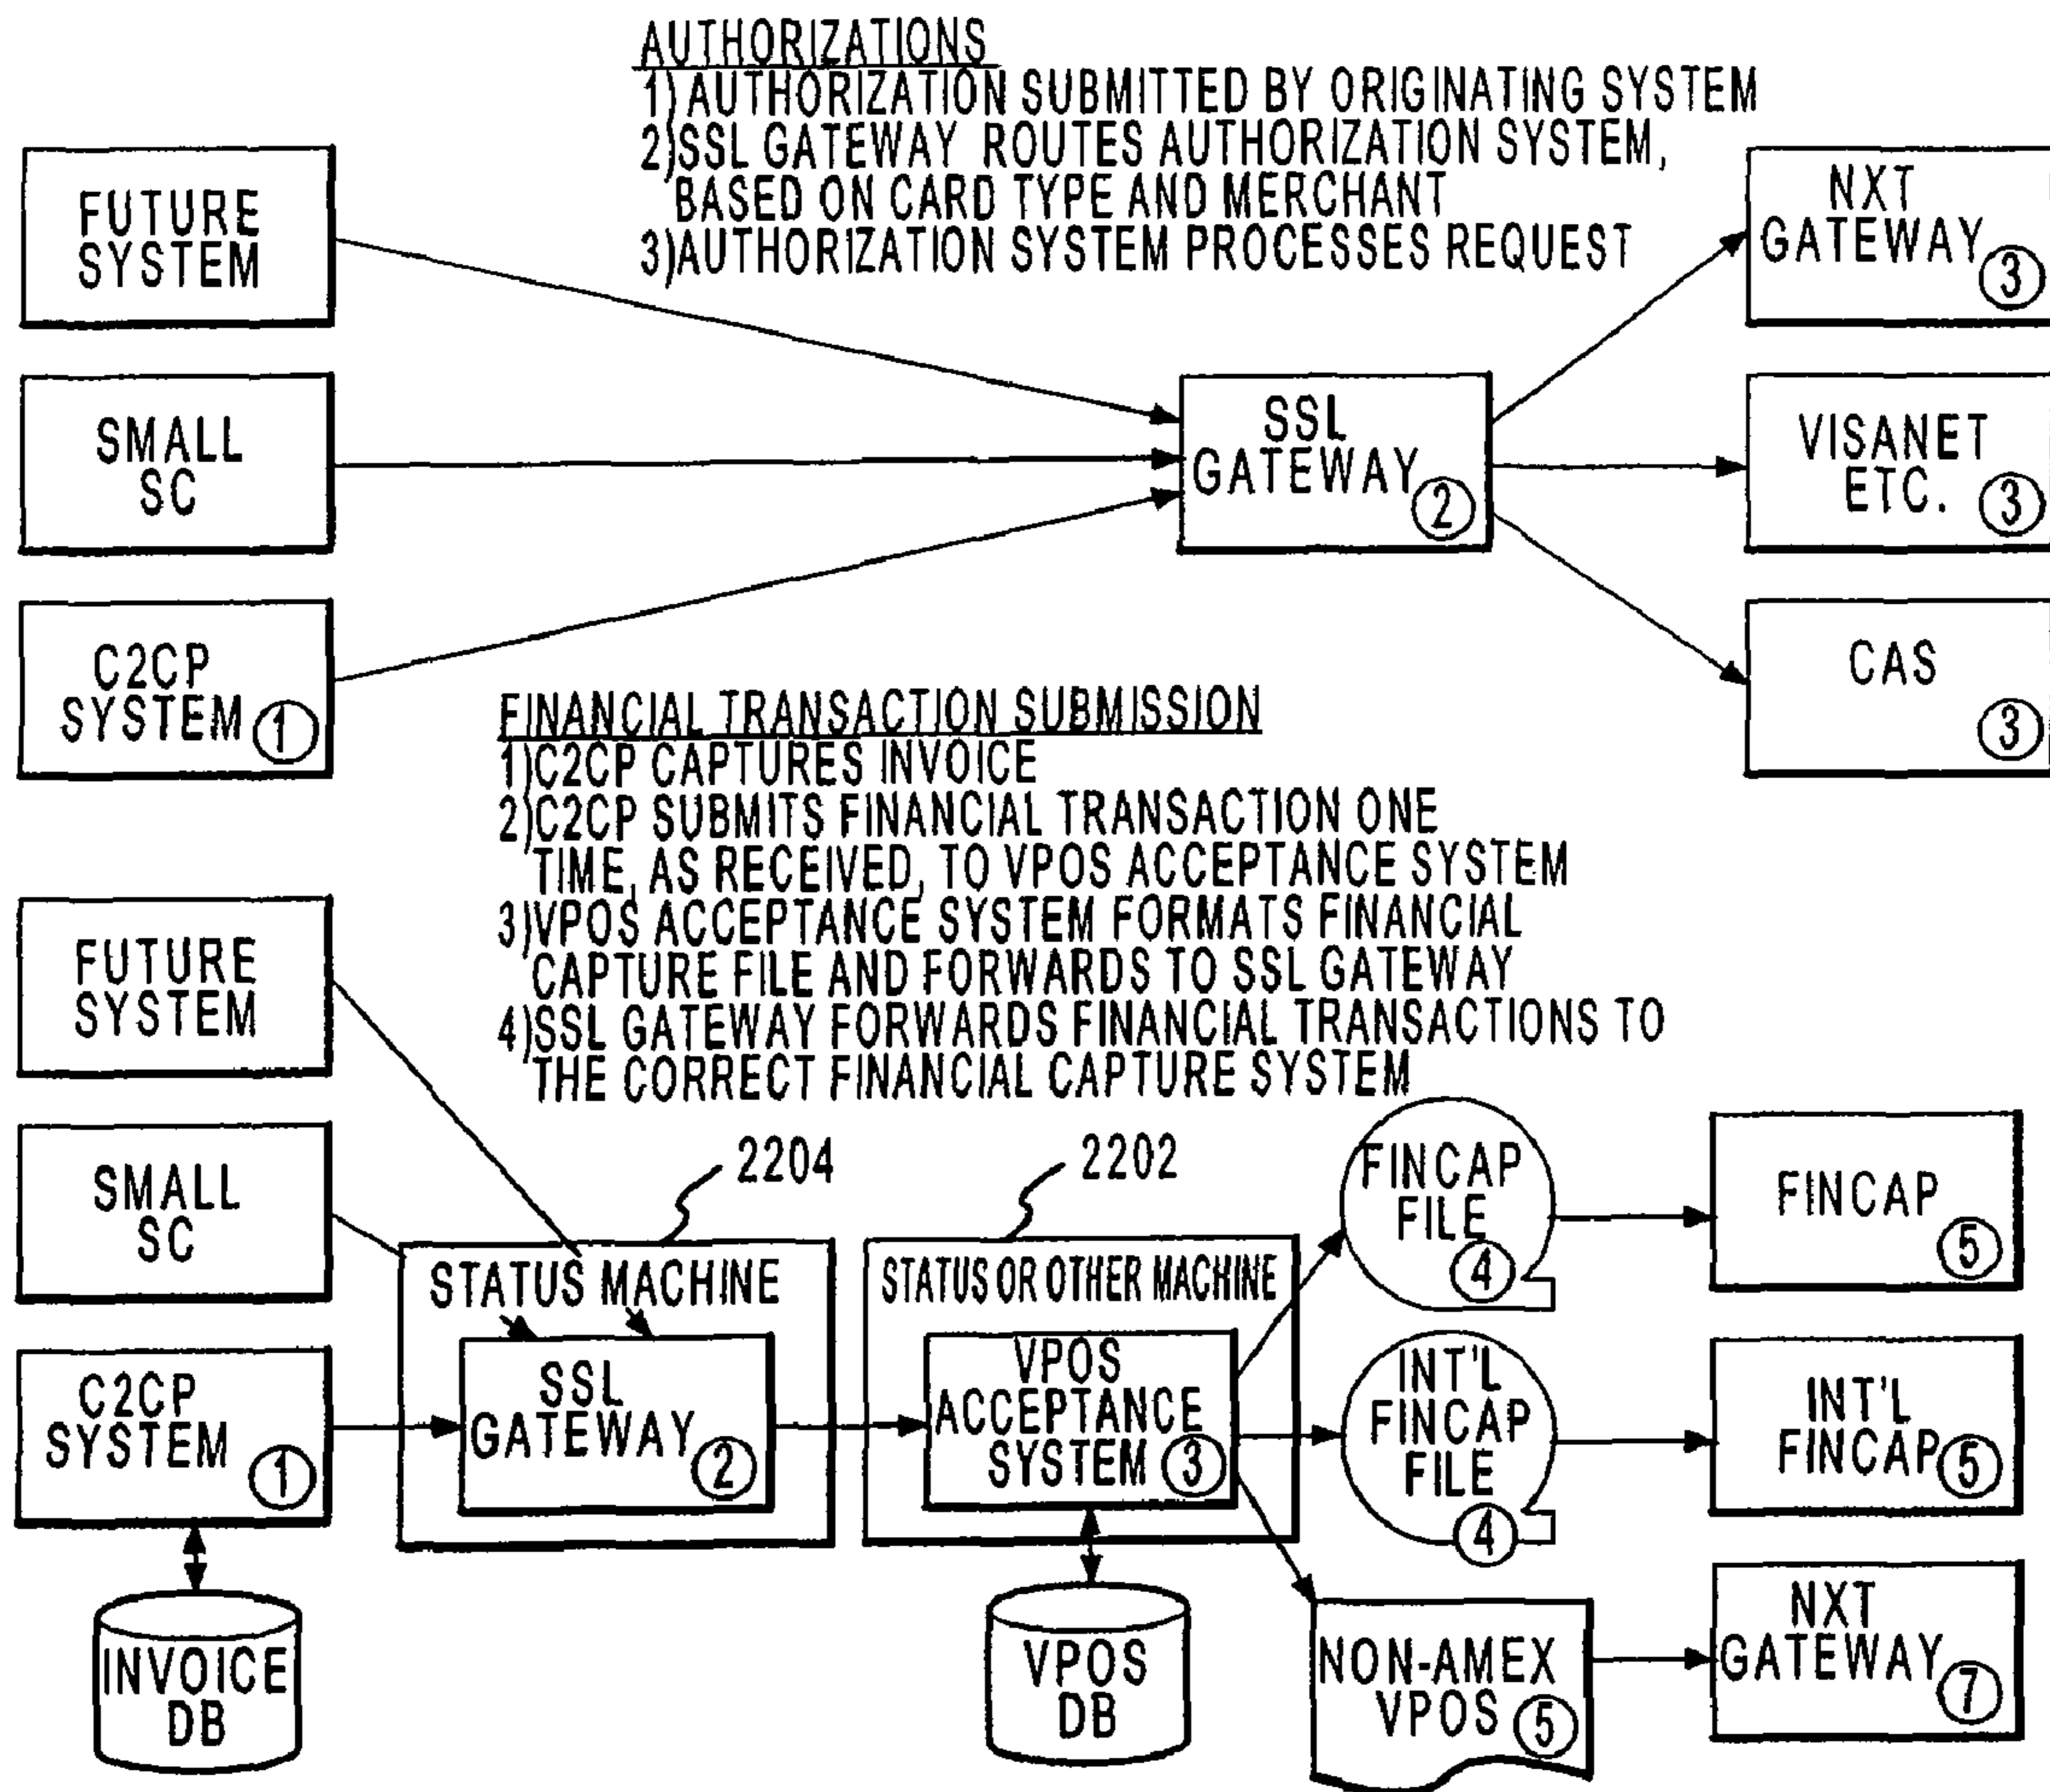 AUTHORIZATIONS
1) AUTHORIZATION SUBMITTED BY ORIGINATING SYSTEM
2)SSL GATEWAY ROUTES AUTHORIZATION SYSTEM,
BASED ON CARD TYPE AND MERCHANT
3)AUTHORIZATION SYSTEM PROCESSES REQUEST
FUTURE
SYSTEM
NXT
GATEWAY
3
SMALL
SC
SSL
GATEWAY
2
VISANET
ETC.
3
C2CP
SYSTEM
1
CAS
3
FINANCIAL TRANSACTION SUBMISSION
1)C2CP CAPTURES INVOICE
2)C2CP SUBMITS FINANCIAL TRANSACTION ONE
TIME, AS RECEIVED, TO VPOS ACCEPTANCE SYSTEM
3)VPOS ACCEPTANCE SYSTEM FORMATS FINANCIAL
CAPTURE FILE AND FORWARDS TO SSL GATEWAY
4)SSL GATEWAY FORWARDS FINANCIAL TRANSACTIONS TO
THE CORRECT FINANCIAL CAPTURE SYSTEM
FUTURE
SYSTEM
SMALL
SC
2204
2202
FINCAP
FILE
4
FINCAP
5
STATUS MACHINE
STATUS OR OTHER MACHINE
C2CP
SYSTEM
1
SSL
GATEWAY
2
VPOS
ACCEPTANCE
SYSTEM
3
INT'L
FINCAP
FILE
4
INT'L
FINCAP
5
INVOICE
DB
VPOS
DB
NON-AMEX
VPOS
5
NXT
GATEWAY
7